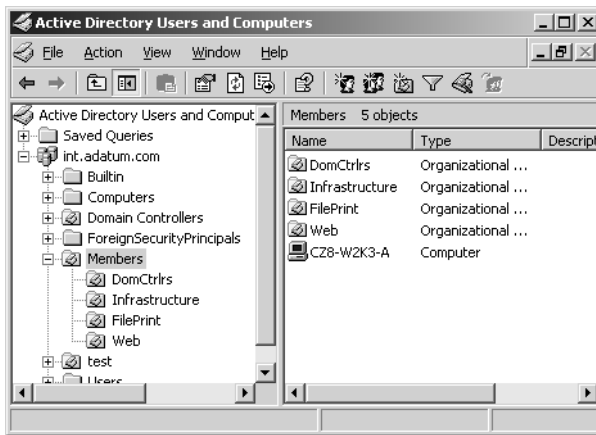 Active Directory Users and Computers
File Action View Window Help
Active Directory Users and Comput
Saved Queries
int.adatum.com
Builtin
Computers
Domain Controllers
ForeignSecurityPrincipals
Members
DomCtrlrs
Infrastructure
FilePrint
Web
test
Users
Members 5 objects
Name Type Descript
DomCtrlrs Organizational ...
Infrastructure Organizational ...
FilePrint Organizational ...
Web Organizational ...
CZ8-W2K3-A Computer